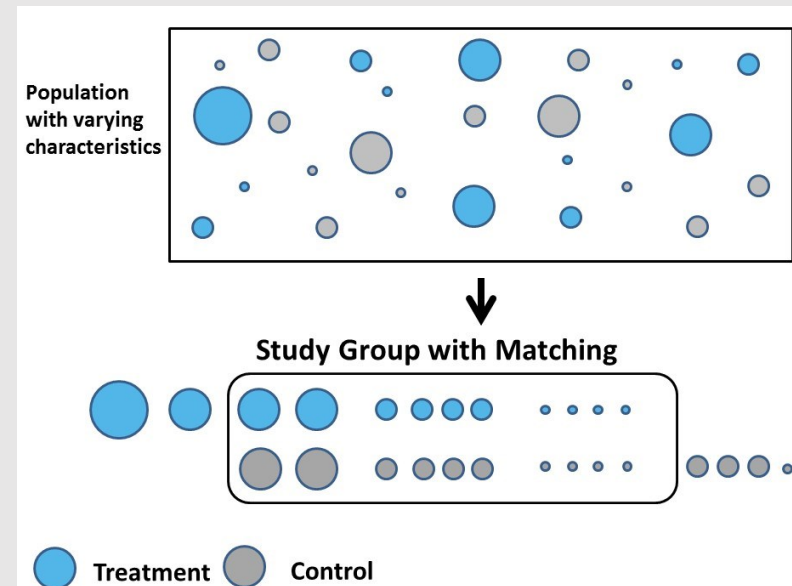 Population
with varying
characteristics
Study Group with Matching
Treatment Control